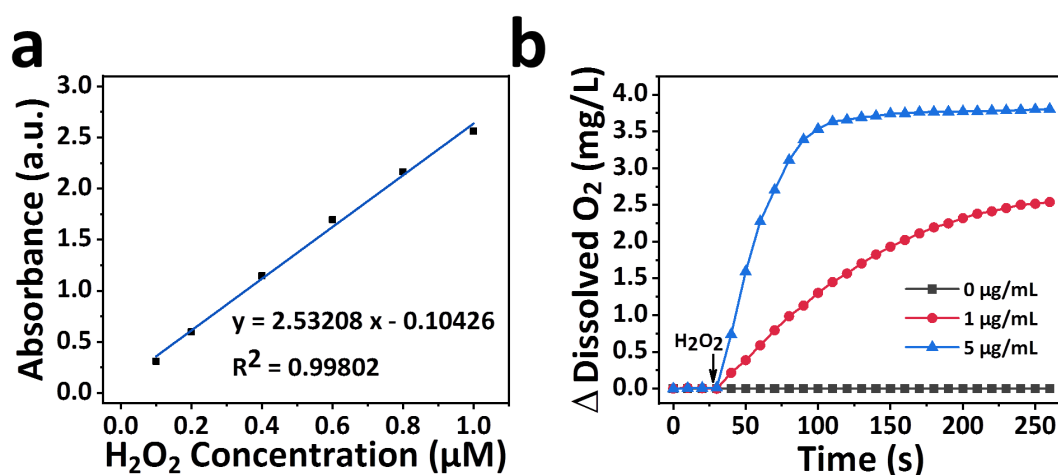 a
Absorbance (a.u.)
3.0
2.5
2.0
1.5
1.0
0.5
0.0
y = 2.53208 x - 0.10426
R² = 0.99802
0.0 0.2 0.4 0.6 0.8 1.0
H₂O₂ Concentration (μM)
b
Δ Dissolved O₂ (mg/L)
4.0
3.5
3.0
2.5
2.0
1.5
1.0
0.5
0.0
H₂O₂
0 μg/mL
1 μg/mL
5 μg/mL
0 50 100 150 200 250
Time (s)